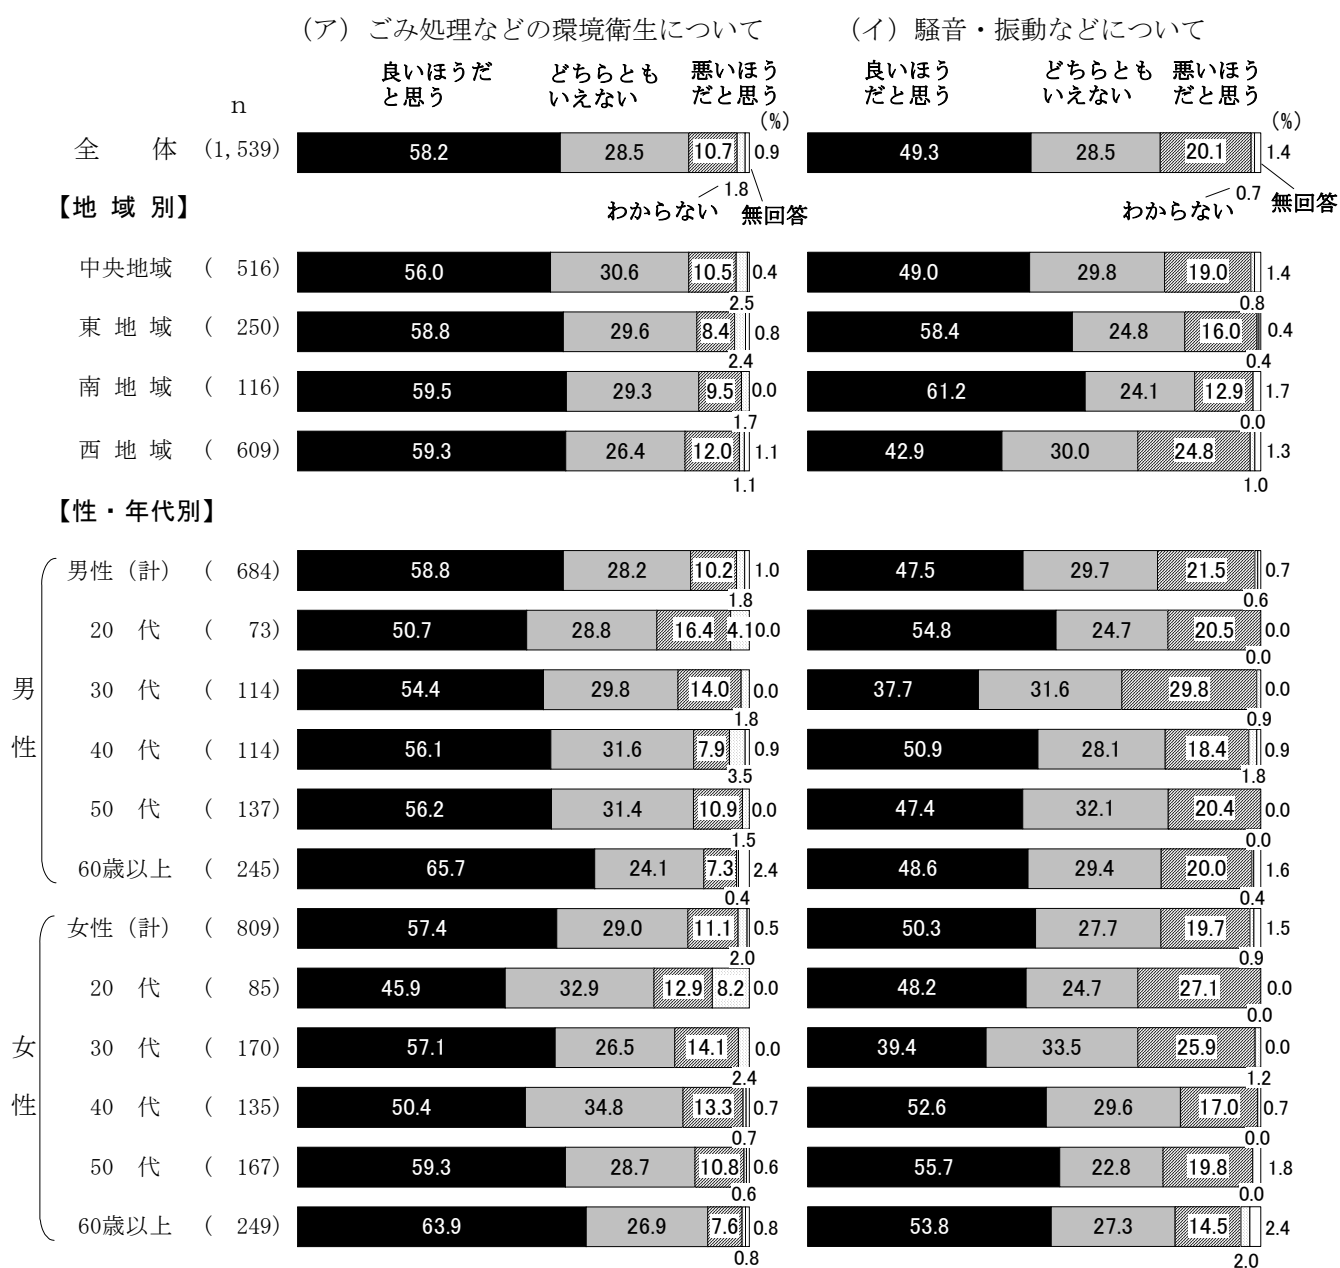 （ア）ごみ処理などの環境衛生について　（イ）騒音・振動などについて
良いほうだと思う　どちらともいえない　悪いほうだと思う　良いほうだと思う　どちらともいえない　悪いほうだと思う
n　(%)　(%)
全　体 (1,539) 58.2 28.5 10.7 0.9 49.3 28.5 20.1 1.4
1.8 0.7
【地 域 別】 わからない 無回答 わからない 無回答
中央地域 ( 516) 56.0 30.6 10.5 0.4 49.0 29.8 19.0 1.4
2.5 0.8
東 地 域 ( 250) 58.8 29.6 8.4 0.8 58.4 24.8 16.0 0.4
2.4 0.4
南 地 域 ( 116) 59.5 29.3 9.5 0.0 61.2 24.1 12.9 1.7
1.7 0.0
西 地 域 ( 609) 59.3 26.4 12.0 1.1 42.9 30.0 24.8 1.3
1.1 1.0
【性・年代別】
男性（計） ( 684) 58.8 28.2 10.2 1.0 47.5 29.7 21.5 0.7
1.8 0.6
20 代 ( 73) 50.7 28.8 16.4 4.1 0.0 54.8 24.7 20.5 0.0
0.0
男 30 代 ( 114) 54.4 29.8 14.0 0.0 37.7 31.6 29.8 0.0
1.8 0.9
性 40 代 ( 114) 56.1 31.6 7.9 0.9 50.9 28.1 18.4 0.9
3.5 1.8
50 代 ( 137) 56.2 31.4 10.9 0.0 47.4 32.1 20.4 0.0
1.5 0.0
60歳以上 ( 245) 65.7 24.1 7.3 2.4 48.6 29.4 20.0 1.6
0.4 0.4
女性（計） ( 809) 57.4 29.0 11.1 0.5 50.3 27.7 19.7 1.5
2.0 0.9
20 代 ( 85) 45.9 32.9 12.9 8.2 0.0 48.2 24.7 27.1 0.0
0.0
女 30 代 ( 170) 57.1 26.5 14.1 0.0 39.4 33.5 25.9 0.0
2.4 1.2
性 40 代 ( 135) 50.4 34.8 13.3 0.7 52.6 29.6 17.0 0.7
0.7 0.0
50 代 ( 167) 59.3 28.7 10.8 0.6 55.7 22.8 19.8 1.8
0.6 0.0
60歳以上 ( 249) 63.9 26.9 7.6 0.8 53.8 27.3 14.5 2.4
0.8 2.0